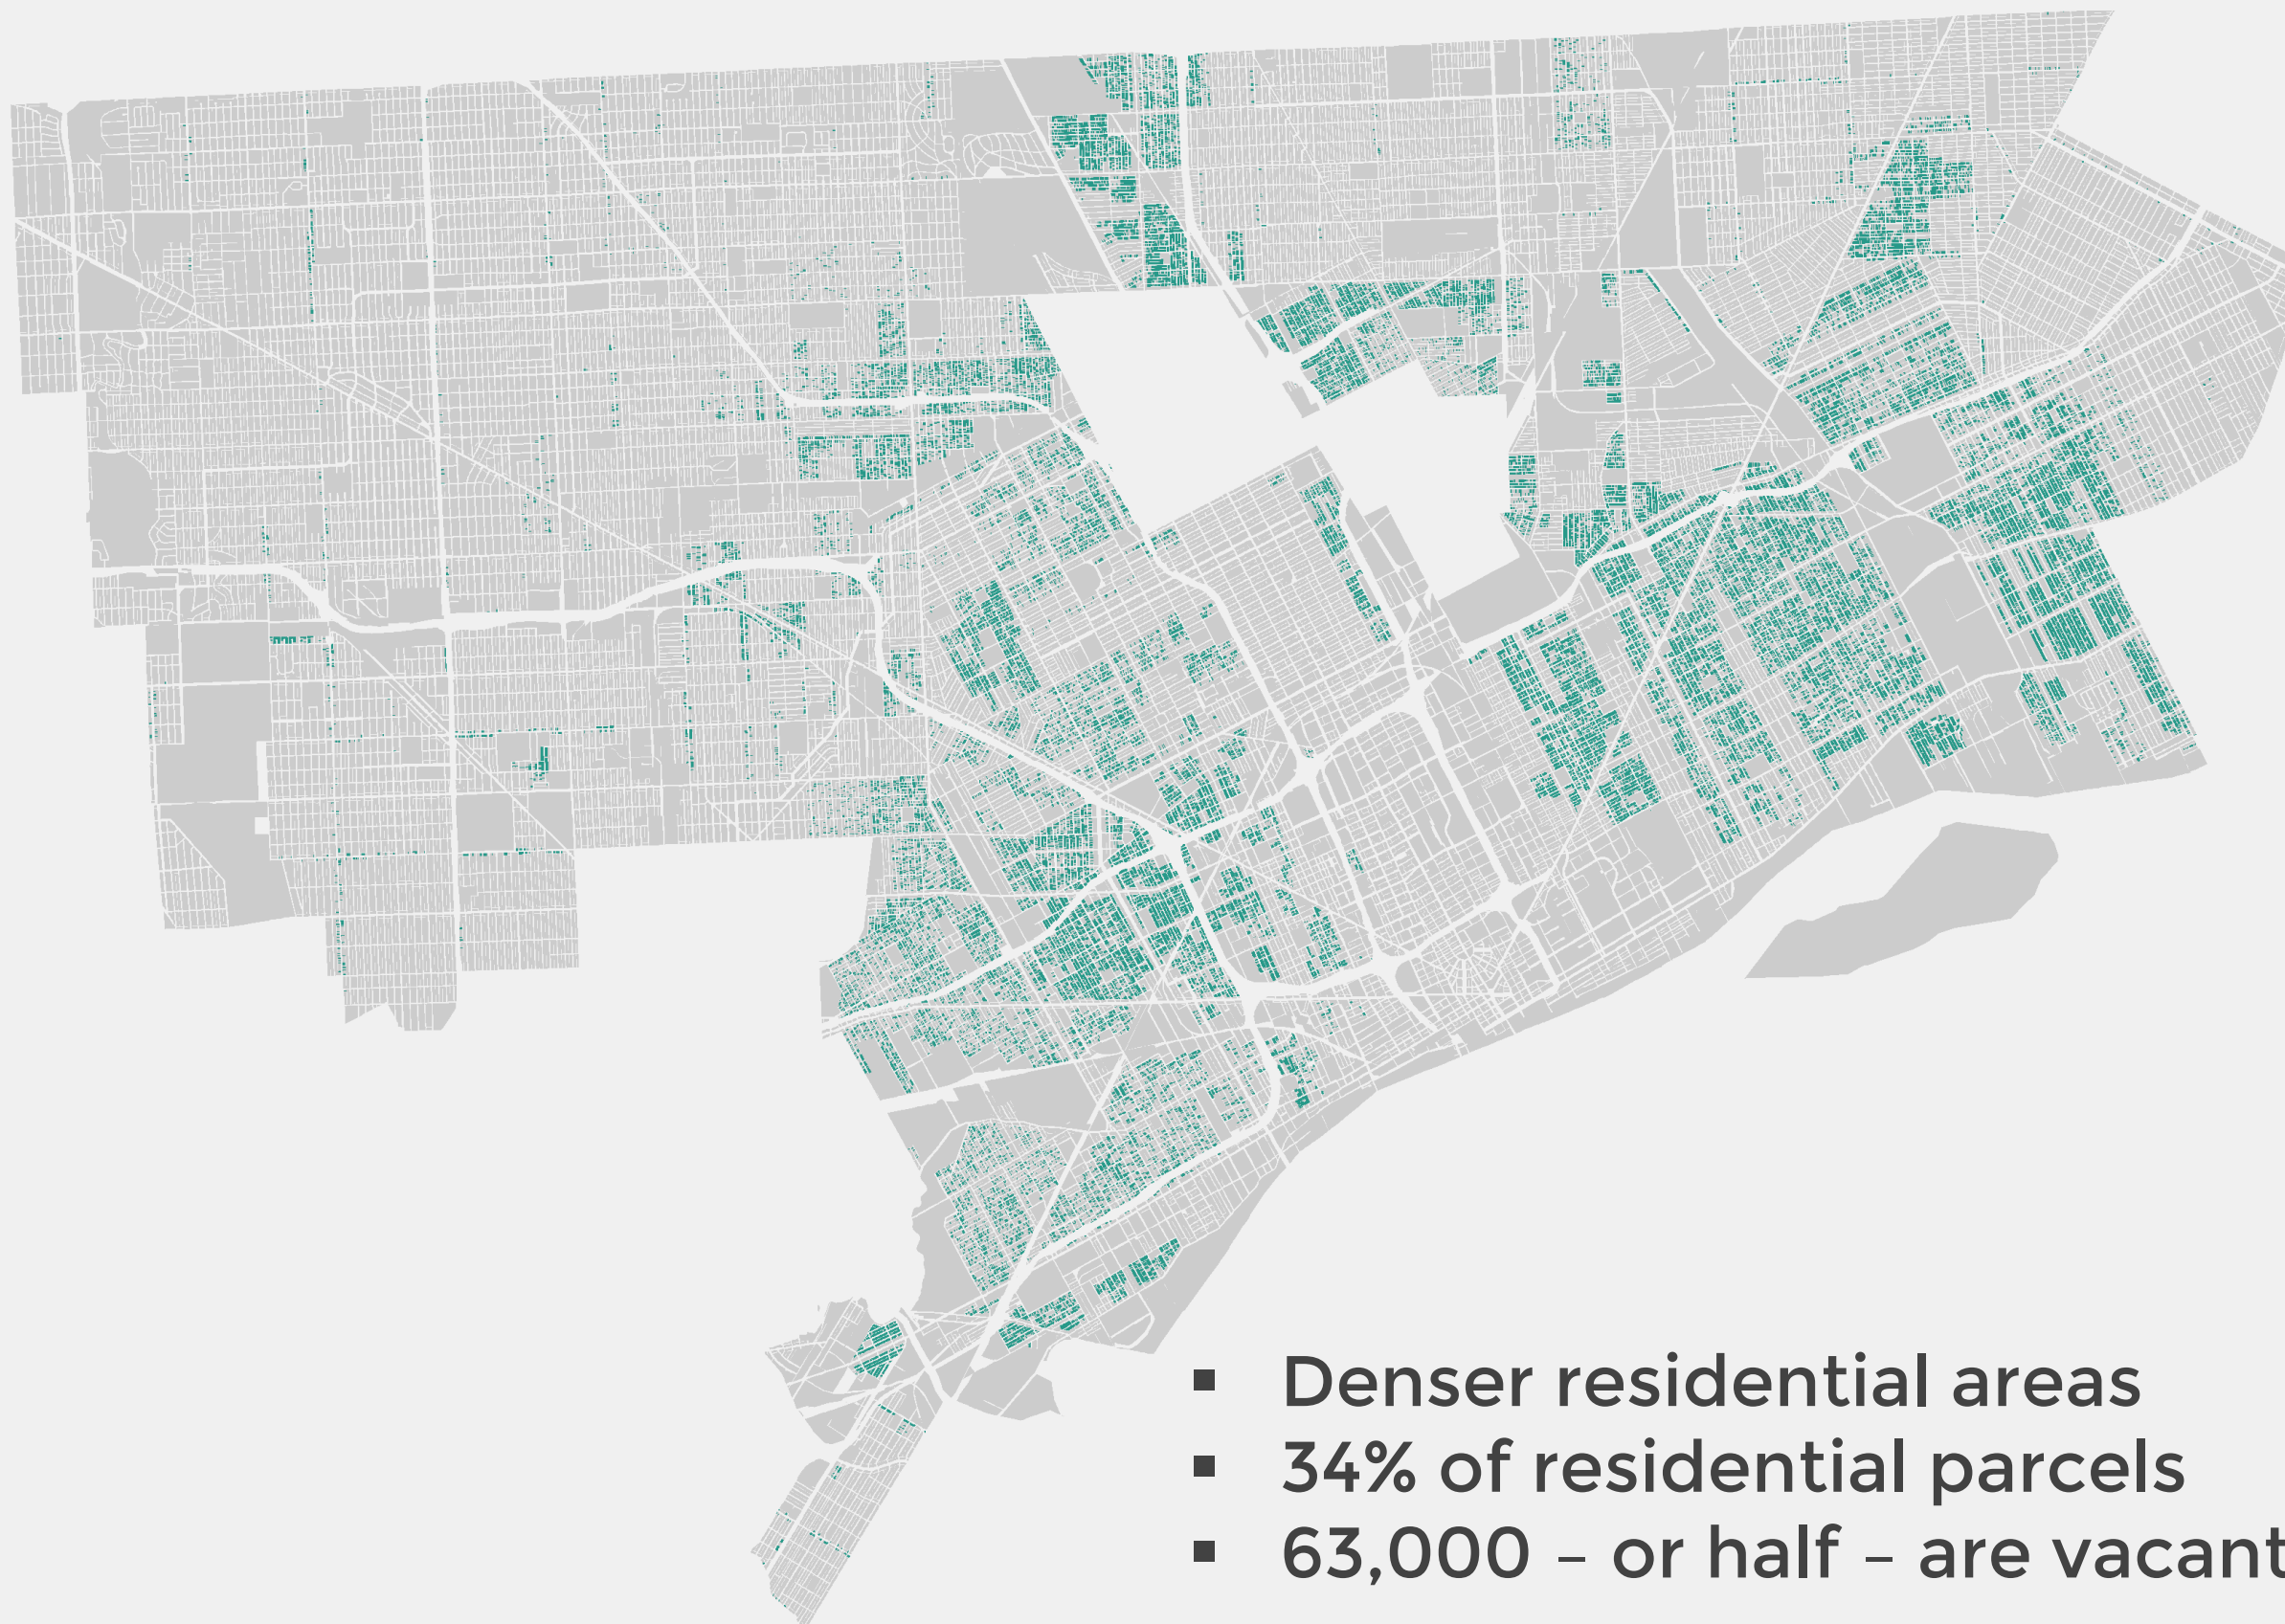 ▪ Denser residential areas
▪ 34% of residential parcels
▪ 63,000 – or half – are vacant